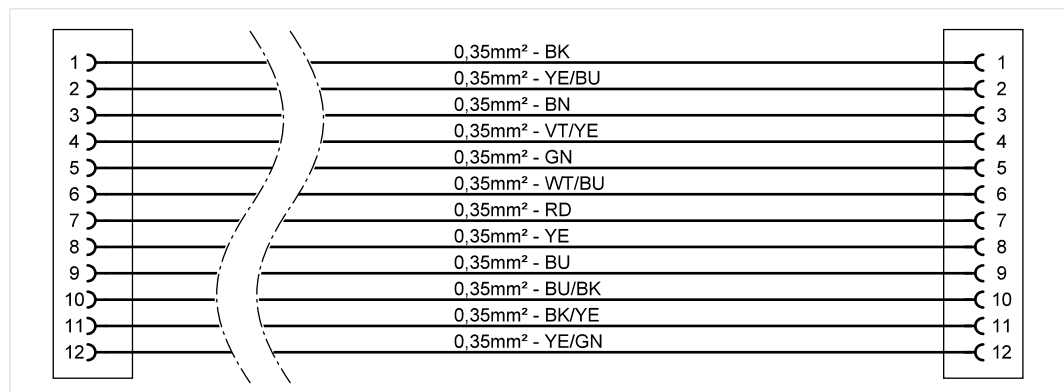 1 0,35mm² - BK 1
2 0,35mm² - YE/BU 2
3 0,35mm² - BN 3
4 0,35mm² - VT/YE 4
5 0,35mm² - GN 5
6 0,35mm² - WT/BU 6
7 0,35mm² - RD 7
8 0,35mm² - YE 8
9 0,35mm² - BU 9
10 0,35mm² - BU/BK 10
11 0,35mm² - BK/YE 11
12 0,35mm² - YE/GN 12